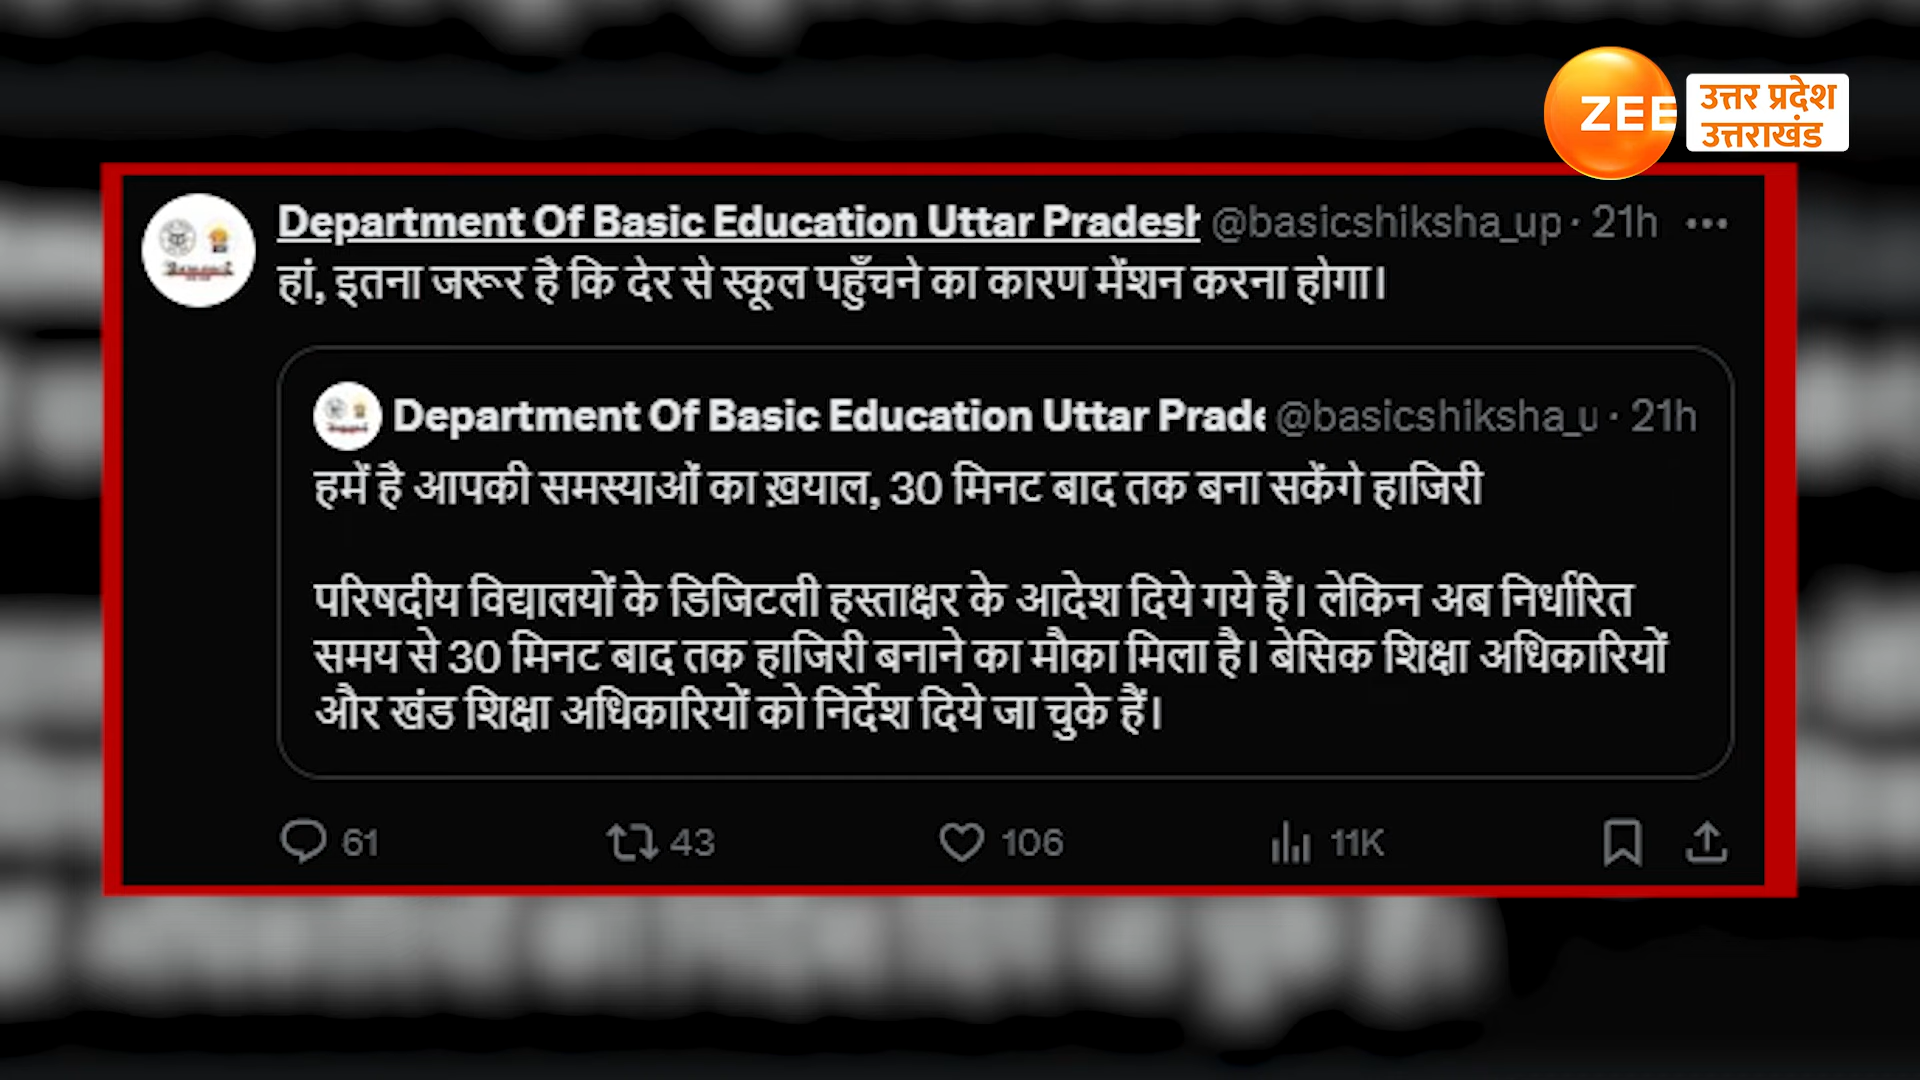 ZEE
उत्तर प्रदेश
उत्तराखंड
Department Of Basic Education Uttar Pradesh @basicshiksha_up · 21h
हां, इतना जरूर है कि देर से स्कूल पहुँचने का कारण मेंशन करना होगा।
Department Of Basic Education Uttar Prade @basicshiksha_u · 21h
हमें है आपकी समस्याओं का ख़याल, 30 मिनट बाद तक बना सकेंगे हाजिरी
परिषदीय विद्यालयों के डिजिटली हस्ताक्षर के आदेश दिये गये हैं। लेकिन अब निर्धारित
समय से 30 मिनट बाद तक हाजिरी बनाने का मौका मिला है। बेसिक शिक्षा अधिकारियों
और खंड शिक्षा अधिकारियों को निर्देश दिये जा चुके हैं।
61 43 106 11K